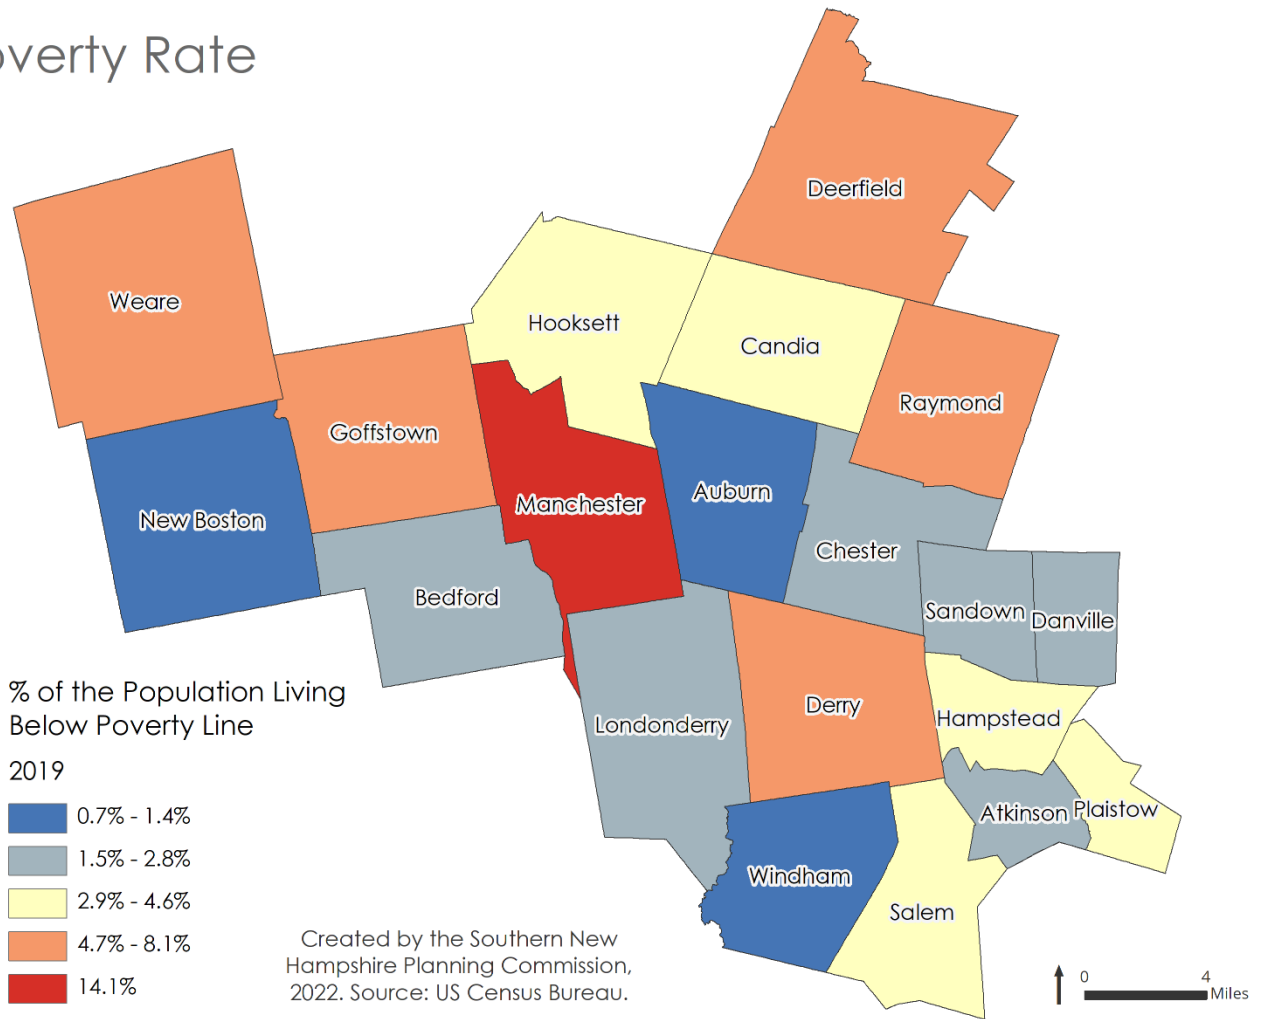 overty Rate
Deerfield
Weare
Hooksett
Candia
Raymond
Goffstown
Auburn
Manchester
New Boston
Chester
Bedford
Sandown
Danville
Derry
Hampstead
Londonderry
Atkinson
Plaistow
Windham
Salem
% of the Population Living
Below Poverty Line
2019
0.7% - 1.4%
1.5% - 2.8%
2.9% - 4.6%
4.7% - 8.1%
14.1%
Created by the Southern New
Hampshire Planning Commission,
2022. Source: US Census Bureau.
0 4
Miles